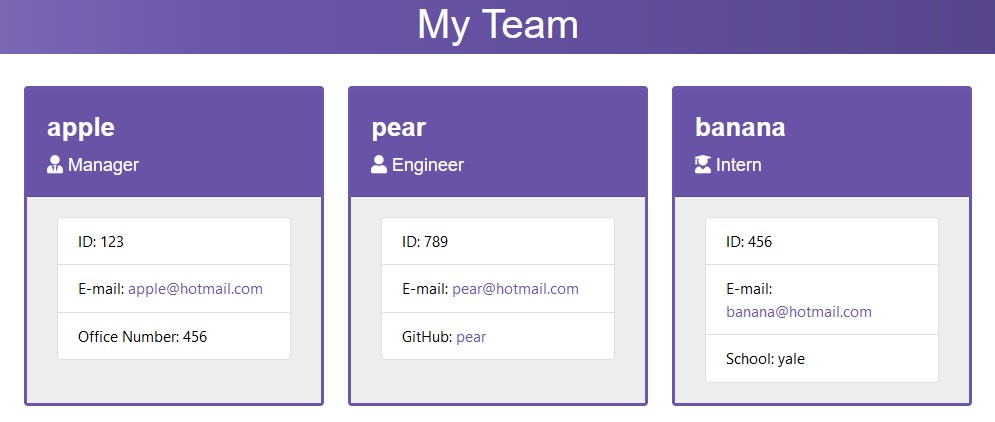 My Team
apple
Manager
ID: 123
E-mail: apple@hotmail.com
Office Number: 456
pear
Engineer
ID: 789
E-mail: pear@hotmail.com
GitHub: pear
banana
Intern
ID: 456
E-mail:
banana@hotmail.com
School: yale